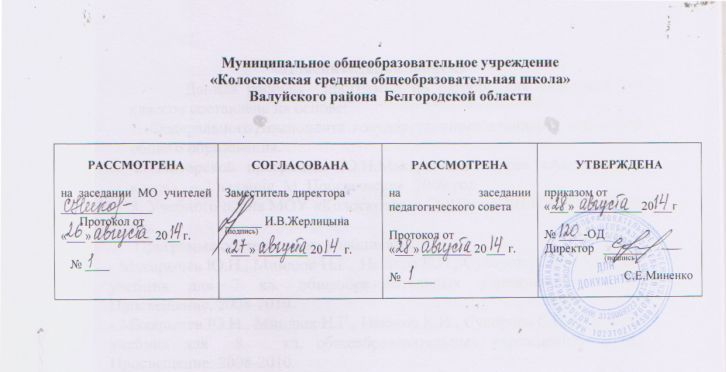 Муниципальное общеобразовательное учреждение
«Колосковская средняя общеобразовательная школа»
Валуйского района Белгородской области
РАССМОТРЕНА
на заседании МО учителей
Протокол от
«26» августа 2014 г.
№ 1
СОГЛАСОВАНА
Заместитель директора
И.В.Жерлицына
(подпись)
«27» августа 2014 г.
РАССМОТРЕНА
на заседании
педагогического совета
Протокол от
«28» августа 2014 г.
№ 1
УТВЕРЖДЕНА
приказом от
«28» августа 2014 г
№ 120 -ОД
Директор
(подпись)
С.Е.Миненко
ДЛЯ
ДОКУМЕНТОВ